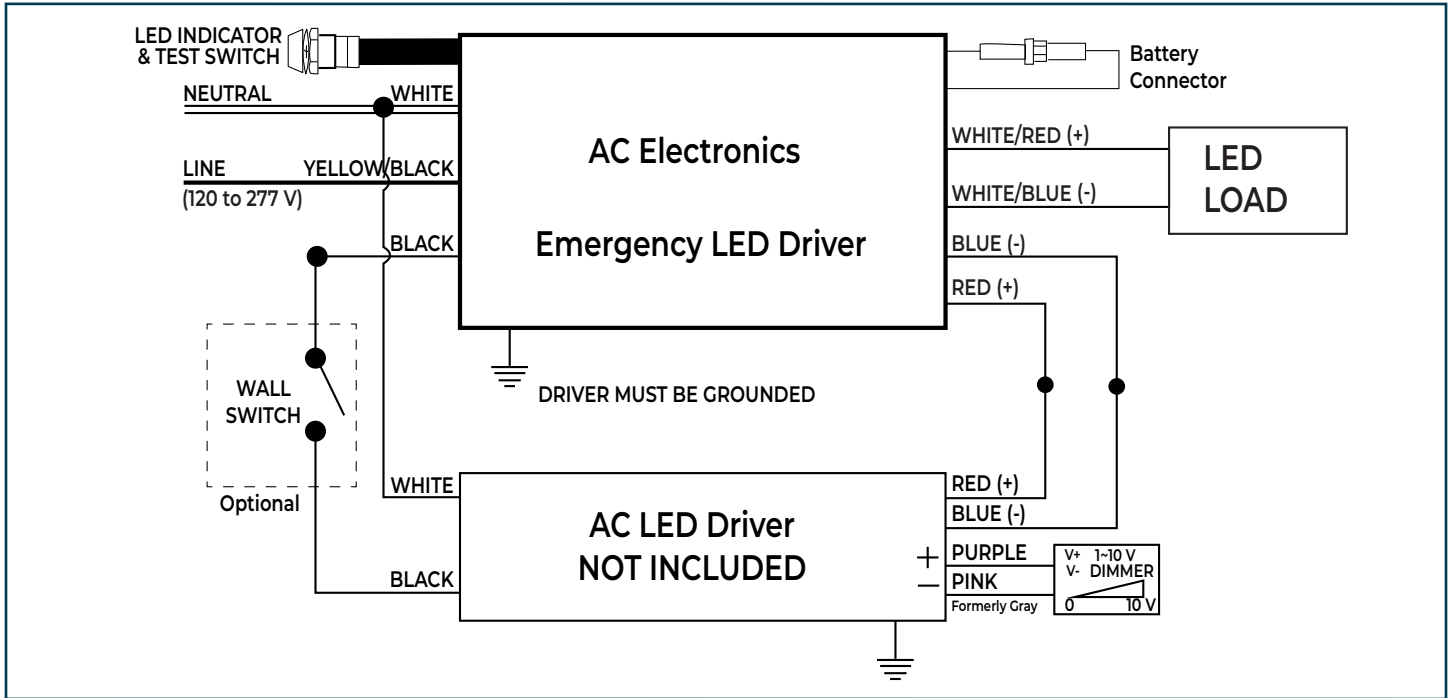 LED INDICATOR
& TEST SWITCH
Battery
Connector
NEUTRAL
WHITE
AC Electronics
Emergency LED Driver
WHITE/RED (+)
LED
LOAD
LINE
YELLOW/BLACK
(120 to 277 V)
WHITE/BLUE (-)
BLACK
BLUE (-)
RED (+)
WALL
SWITCH
Optional
DRIVER MUST BE GROUNDED
WHITE
AC LED Driver
NOT INCLUDED
RED (+)
BLUE (-)
+ PURPLE
− PINK
Formerly Gray
BLACK
V+ 1~10 V
V- DIMMER
0 10 V